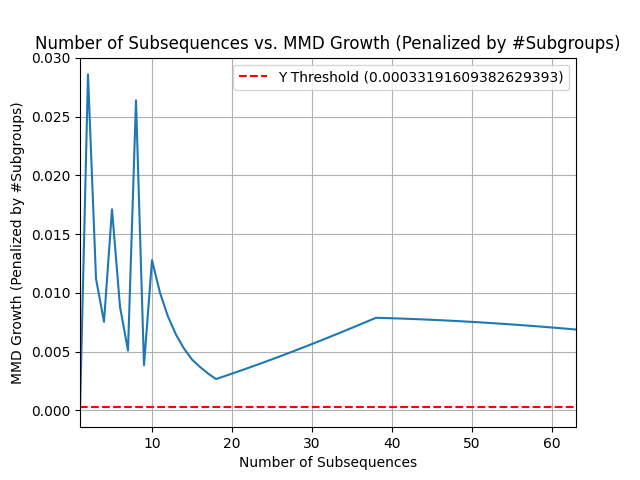 Number of Subsequences vs. MMD Growth (Penalized by #Subgroups)
Y Threshold (0.00033191609382629393)
MMD Growth (Penalized by #Subgroups)
0.030
0.025
0.020
0.015
0.010
0.005
0.000
10 20 30 40 50 60
Number of Subsequences